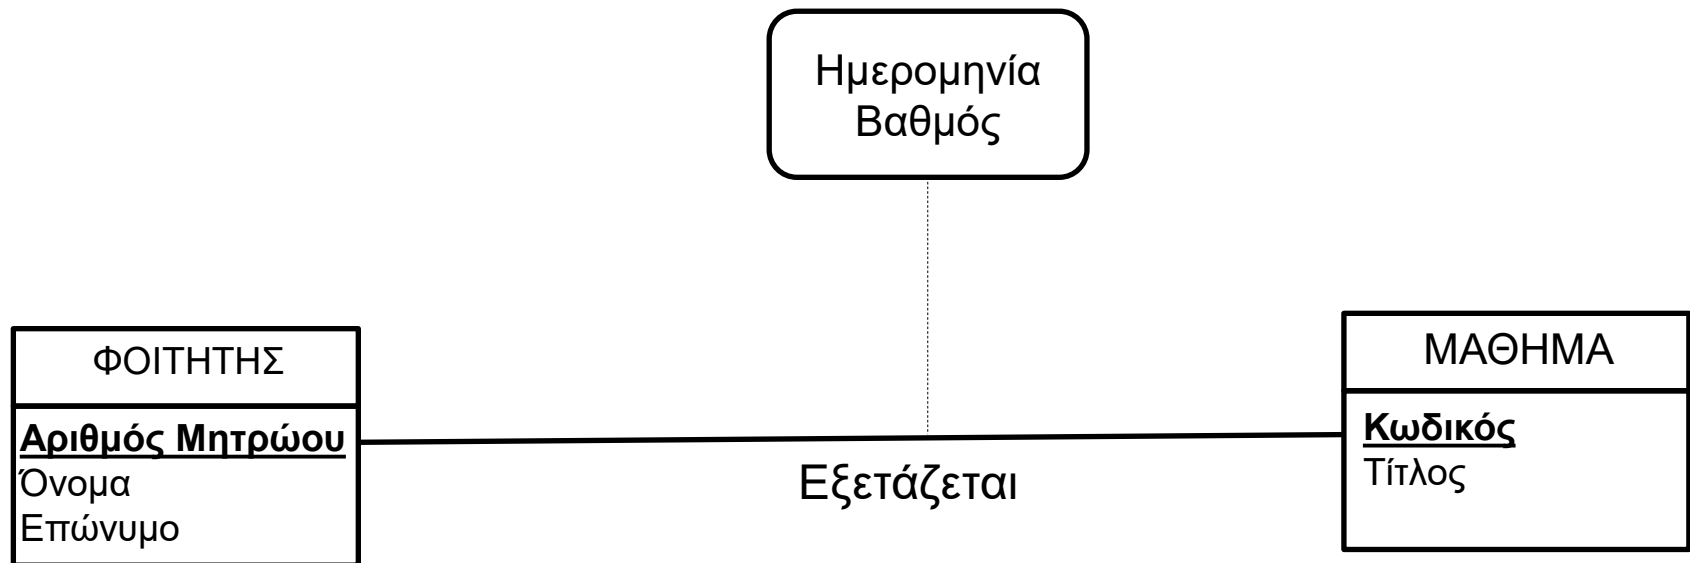 Ημερομηνία
Βαθμός
ΦΟΙΤΗΤΗΣ
Αριθμός Μητρώου
Όνομα
Επώνυμο
Εξετάζεται
ΜΑΘΗΜΑ
Κωδικός
Τίτλος